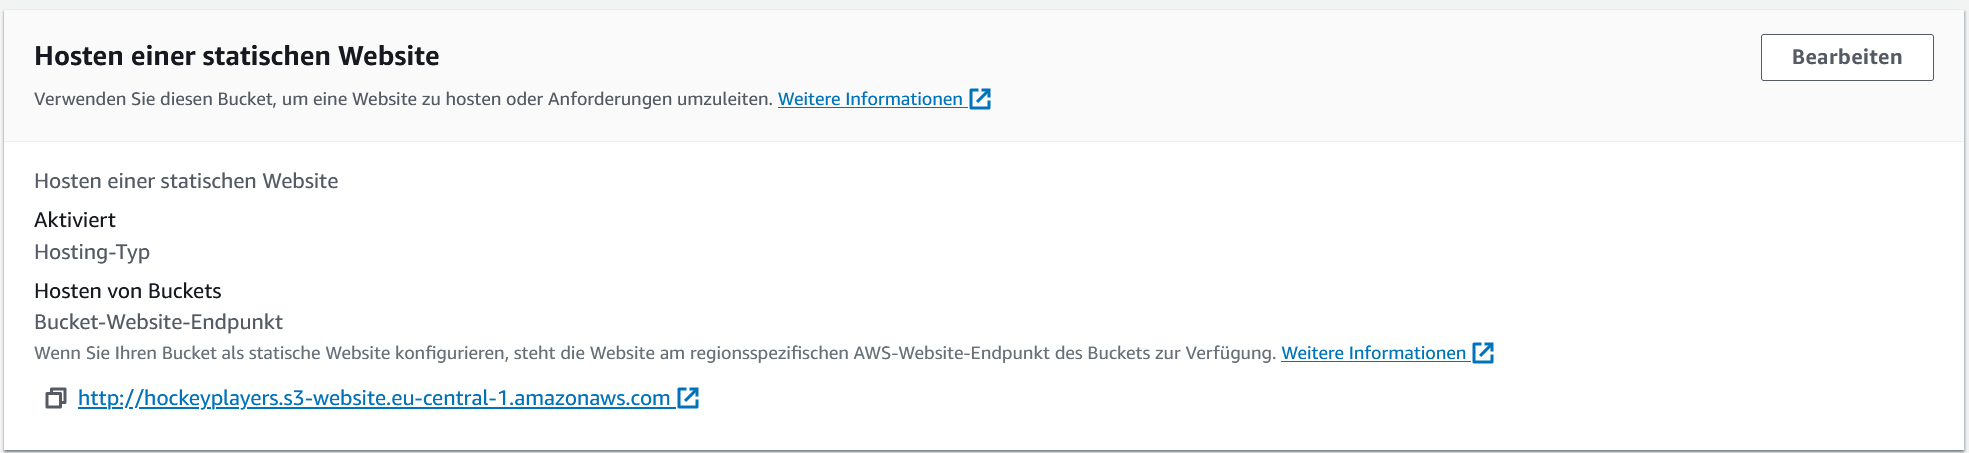 Hosten einer statischen Website
Bearbeiten
Verwenden Sie diesen Bucket, um eine Website zu hosten oder Anforderungen umzuleiten. Weitere Informationen
Hosten einer statischen Website
Aktiviert
Hosting-Typ
Hosten von Buckets
Bucket-Website-Endpunkt
Wenn Sie Ihren Bucket als statische Website konfigurieren, steht die Website am regionsspezifischen AWS-Website-Endpunkt des Buckets zur Verfügung. Weitere Informationen
http://hockeyplayers.s3-website.eu-central-1.amazonaws.com